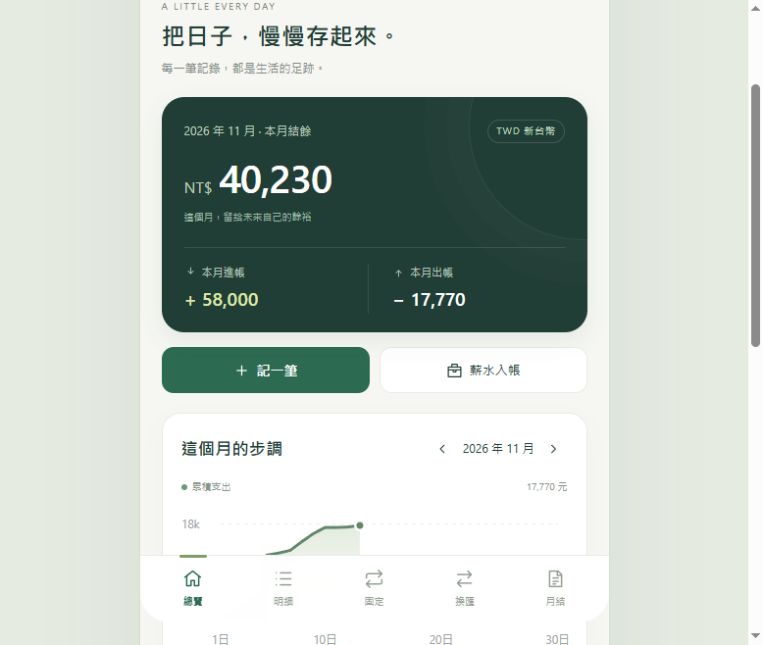 A LITTLE EVERY DAY
把日子，慢慢存起來。
每一筆記錄，都是生活的足跡。
2026 年 11 月 · 本月結餘
TWD 新台幣
NT$ 40,230
這個月，留給未來自己的餘裕
↓ 本月進帳
↑ 本月出帳
+ 58,000
− 17,770
+ 記一筆
薪水入帳
這個月的步調
2026 年 11 月
累積支出
17,770 元
18k
總覽
明細
固定
換匯
月結
1日
10日
20日
30日